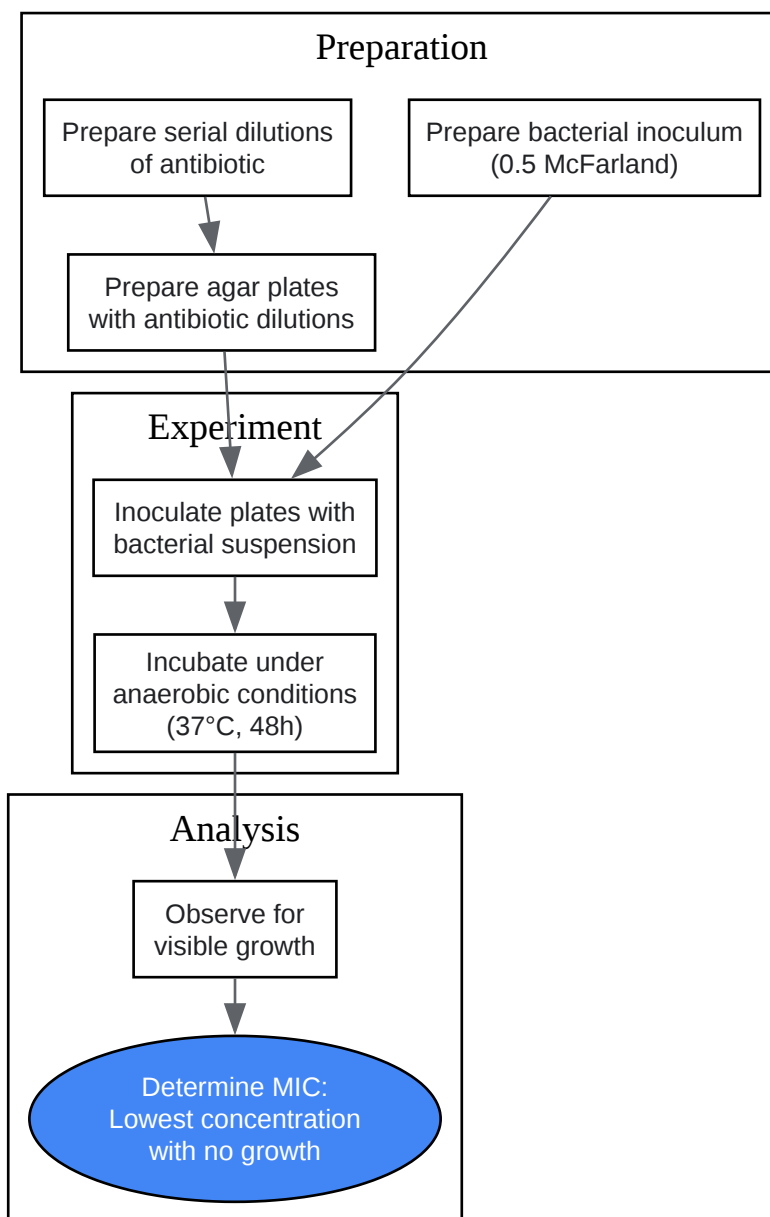 Preparation
Prepare serial dilutions
of antibiotic
Prepare bacterial inoculum
(0.5 McFarland)
Prepare agar plates
with antibiotic dilutions
Experiment
Inoculate plates with
bacterial suspension
Incubate under
anaerobic conditions
(37°C, 48h)
Analysis
Observe for
visible growth
Determine MIC:
Lowest concentration
with no growth